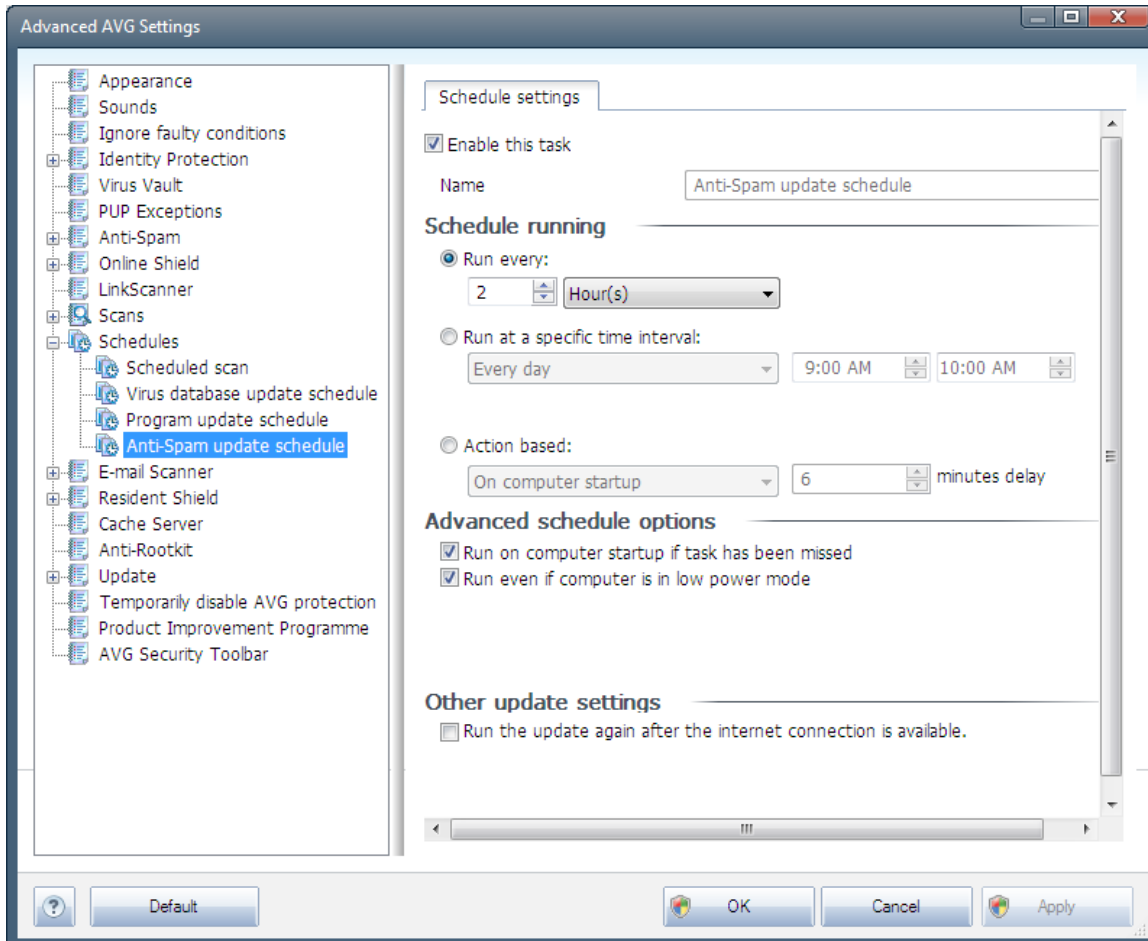 Advanced AVG Settings
Appearance
Sounds
Ignore faulty conditions
Identity Protection
Virus Vault
PUP Exceptions
Anti-Spam
Online Shield
LinkScanner
Scans
Schedules
Scheduled scan
Virus database update schedule
Program update schedule
Anti-Spam update schedule
E-mail Scanner
Resident Shield
Cache Server
Anti-Rootkit
Update
Temporarily disable AVG protection
Product Improvement Programme
AVG Security Toolbar
Schedule settings
Enable this task
Name Anti-Spam update schedule
Schedule running
Run every:
2 Hour(s)
Run at a specific time interval:
Every day 9:00 AM 10:00 AM
Action based:
On computer startup 6 minutes delay
Advanced schedule options
Run on computer startup if task has been missed
Run even if computer is in low power mode
Other update settings
Run the update again after the internet connection is available.
? Default OK Cancel Apply